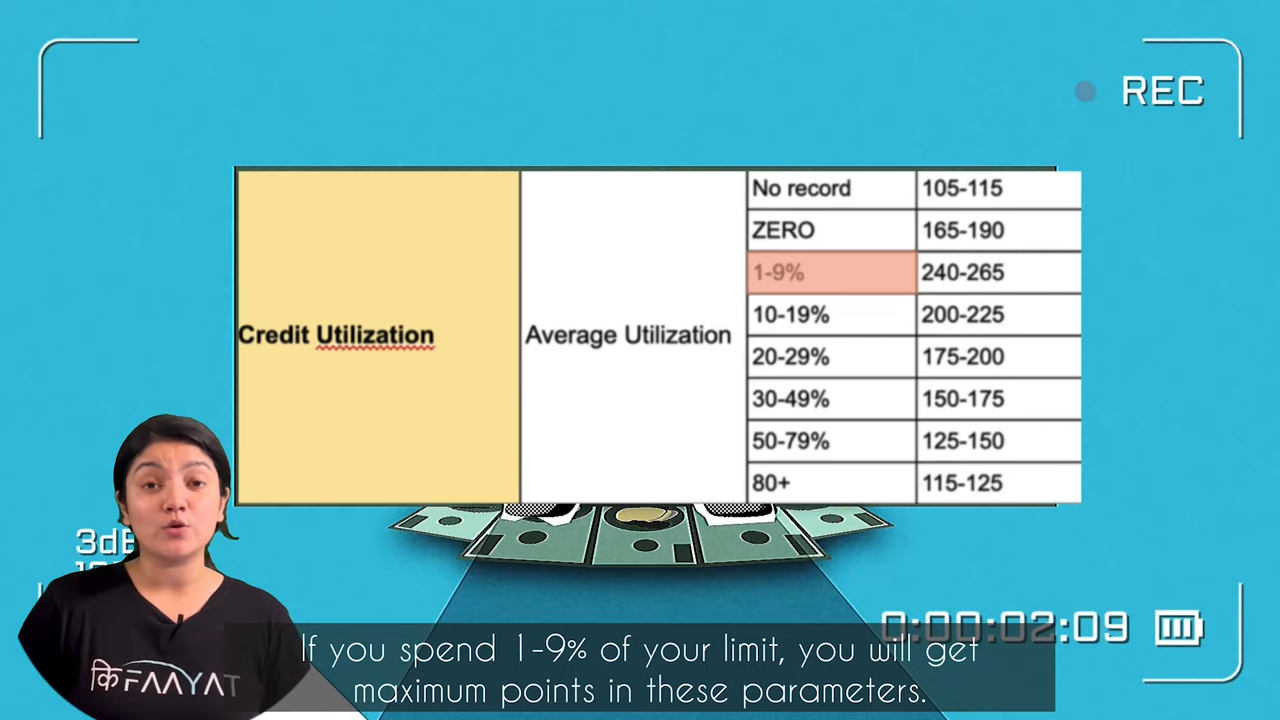 REC
No record 105-115
ZERO 165-190
1-9% 240-265
10-19% 200-225
Credit Utilization Average Utilization
20-29% 175-200
30-49% 150-175
50-79% 125-150
80+ 115-125
3dB
0:00:02:09
If you spend 1-9% of your limit, you will get
maximum points in these parameters.
किFAAYAT